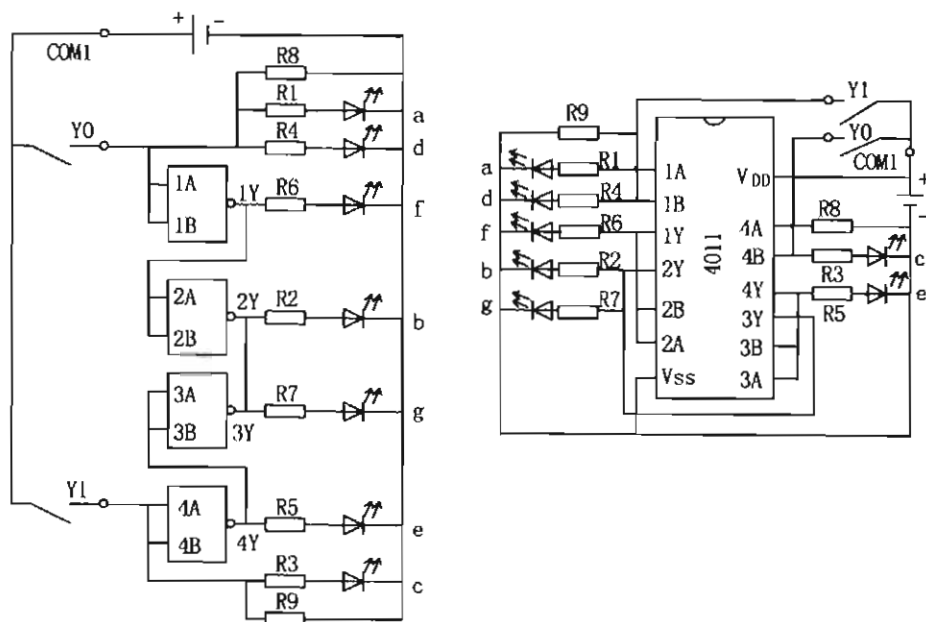 + -
COM1
R8
R1
a
Y0
R4
d
1A
1Y
R6
f
1B
2A
2Y
R2
b
2B
3A
R7
g
3B
3Y
Y1
4A
R5
e
4B
4Y
R3
c
R9
Y1
R9
Y0
COM1
a
R1
1A
VDD
+
d
R4
1B
R8
-
f
R6
1Y
4011
4A
b
R2
2Y
4B
c
R3
g
R7
2B
4Y
e
R5
3Y
2A
3B
VSS
3A